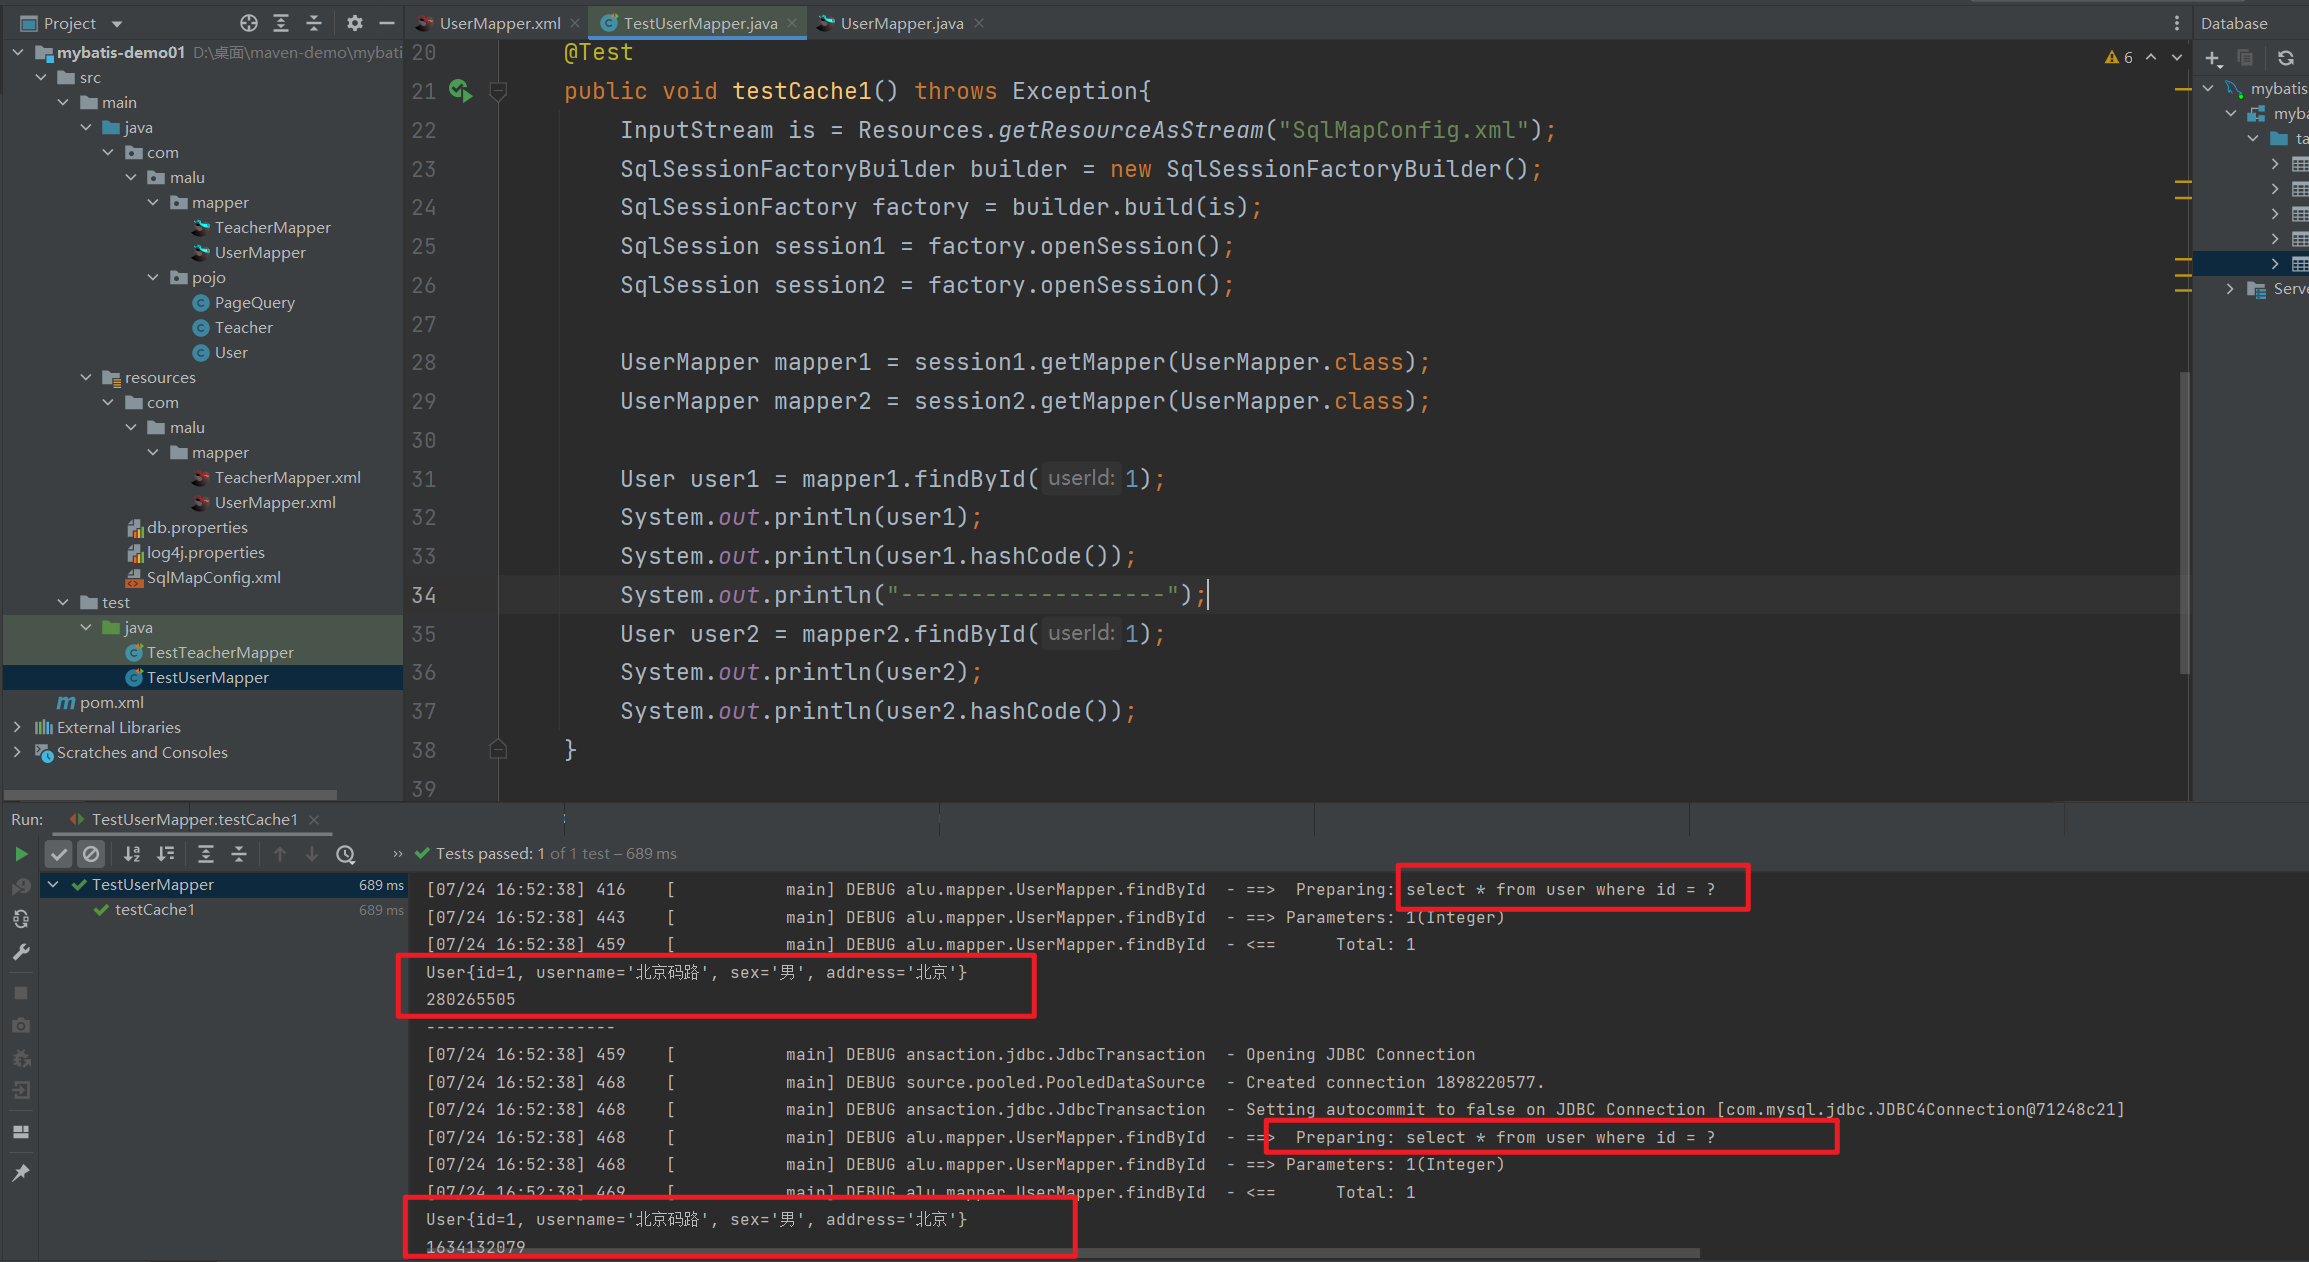 Project
UserMapper.xml
TestUserMapper.java
UserMapper.java
Database
mybatis-demo01 D:\桌面\maven-demo\mybati
src
main
java
com
malu
mapper
TeacherMapper
UserMapper
pojo
PageQuery
Teacher
User
resources
com
malu
mapper
TeacherMapper.xml
UserMapper.xml
db.properties
log4j.properties
SqlMapConfig.xml
test
java
TestTeacherMapper
TestUserMapper
pom.xml
External Libraries
Scratches and Consoles
20 @Test
21 public void testCache1() throws Exception{
22 InputStream is = Resources.getResourceAsStream("SqlMapConfig.xml");
23 SqlSessionFactoryBuilder builder = new SqlSessionFactoryBuilder();
24 SqlSessionFactory factory = builder.build(is);
25 SqlSession session1 = factory.openSession();
26 SqlSession session2 = factory.openSession();
27
28 UserMapper mapper1 = session1.getMapper(UserMapper.class);
29 UserMapper mapper2 = session2.getMapper(UserMapper.class);
30
31 User user1 = mapper1.findById( userId: 1);
32 System.out.println(user1);
33 System.out.println(user1.hashCode());
34 System.out.println("-------------------");
35 User user2 = mapper2.findById( userId: 1);
36 System.out.println(user2);
37 System.out.println(user2.hashCode());
38 }
39
6
mybatis
myba
ta
Serve
Run: TestUserMapper.testCache1
Tests passed: 1 of 1 test – 689 ms
TestUserMapper 689 ms
testCache1 689 ms
[07/24 16:52:38] 416 [ main] DEBUG alu.mapper.UserMapper.findById - ==> Preparing: select * from user where id = ?
[07/24 16:52:38] 443 [ main] DEBUG alu.mapper.UserMapper.findById - ==> Parameters: 1(Integer)
[07/24 16:52:38] 459 [ main] DEBUG alu.mapper.UserMapper.findById - <== Total: 1
User{id=1, username='北京码路', sex='男', address='北京'}
280265505
-------------------
[07/24 16:52:38] 459 [ main] DEBUG ansaction.jdbc.JdbcTransaction - Opening JDBC Connection
[07/24 16:52:38] 468 [ main] DEBUG source.pooled.PooledDataSource - Created connection 1898220577.
[07/24 16:52:38] 468 [ main] DEBUG ansaction.jdbc.JdbcTransaction - Setting autocommit to false on JDBC Connection [com.mysql.jdbc.JDBC4Connection@71248c21]
[07/24 16:52:38] 468 [ main] DEBUG alu.mapper.UserMapper.findById - ==> Preparing: select * from user where id = ?
[07/24 16:52:38] 468 [ main] DEBUG alu.mapper.UserMapper.findById - ==> Parameters: 1(Integer)
[07/24 16:52:38] 469 [ main] DEBUG alu.mapper.UserMapper.findById - <== Total: 1
User{id=1, username='北京码路', sex='男', address='北京'}
1634132079